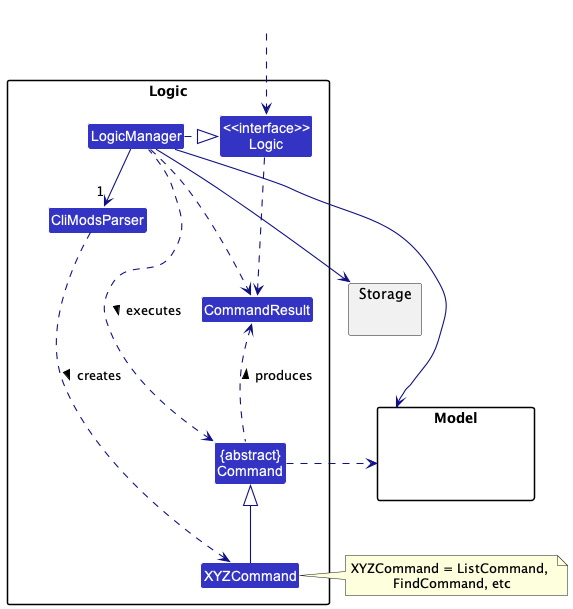 Logic
LogicManager
<<interface>>
Logic
1
CliModsParser
Storage
CommandResult
executes
creates
produces
Model
{abstract}
Command
XYZCommand
XYZCommand = ListCommand,
FindCommand, etc